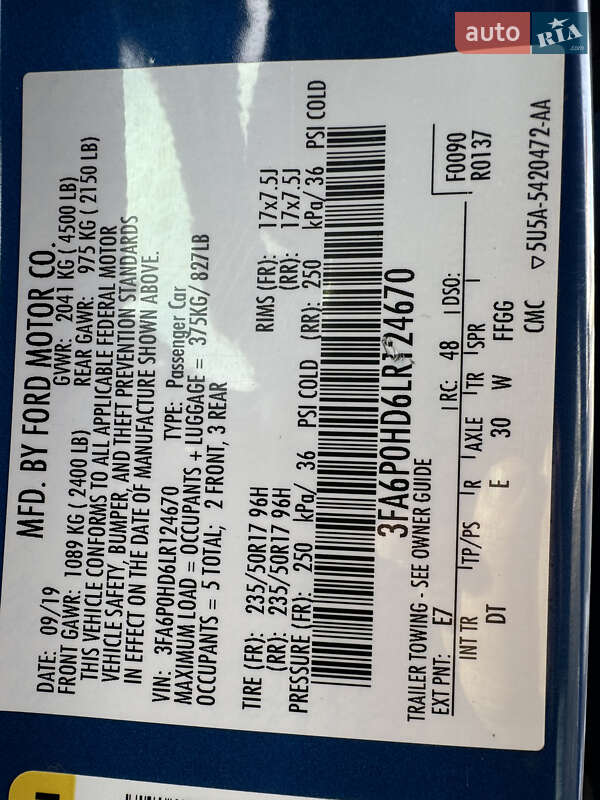 auto RIA .com
MFD. BY FORD MOTOR CO.
DATE: 09/19 GVWR: 2041 KG ( 4500 LB)
FRONT GAWR: 1089 KG ( 2400 LB) REAR GAWR: 975 KG ( 2150 LB)
THIS VEHICLE CONFORMS TO ALL APPLICABLE FEDERAL MOTOR
VEHICLE SAFETY, BUMPER, AND THEFT PREVENTION STANDARDS
IN EFFECT ON THE DATE OF MANUFACTURE SHOWN ABOVE.
VIN: 3FA6P0HD6LR124670 TYPE: Passenger Car
MAXIMUM LOAD = OCCUPANTS + LUGGAGE = 375KG/ 827LB
OCCUPANTS = 5 TOTAL; 2 FRONT, 3 REAR
TIRE (FR): 235/50R17 96H RIMS (FR): 17x7.5J
(RR): 235/50R17 96H (RR): 17x7.5J
PRESSURE (FR): 250 kPa/ 36 PSI COLD (RR): 250 kPa/ 36 PSI COLD
3FA6P0HD6LR124670
TRAILER TOWING - SEE OWNER GUIDE F0090
EXT PNT: E7 RC: 48 DSO: R0137
INT TR TP/PS R AXLE TR SPR
DT E 30 W FFGG
CMC ▽5U5A-5420472-AA